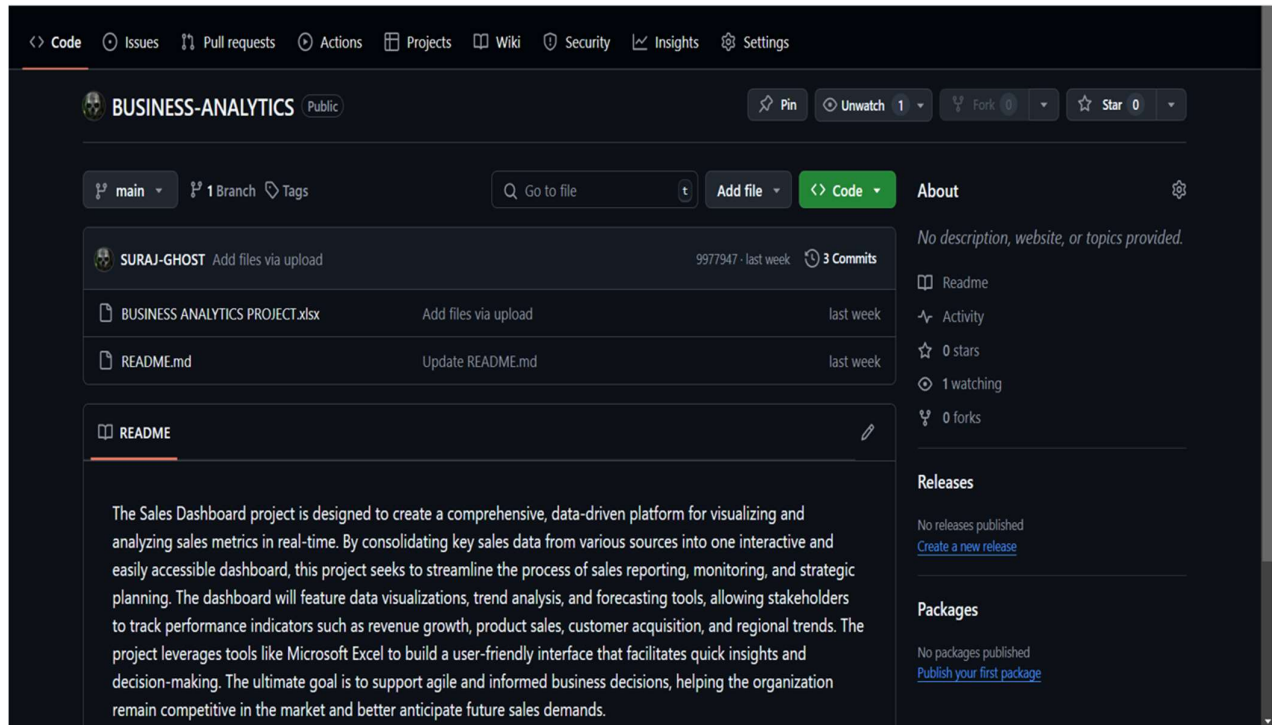 Code Issues Pull requests Actions Projects Wiki Security Insights Settings
BUSINESS-ANALYTICS Public Pin Unwatch 1 Fork 0 Star 0
main 1 Branch Tags Go to file t Add file Code
SURAJ-GHOST Add files via upload 9977947 · last week 3 Commits
BUSINESS ANALYTICS PROJECT.xlsx Add files via upload last week
README.md Update README.md last week
README
The Sales Dashboard project is designed to create a comprehensive, data-driven platform for visualizing and
analyzing sales metrics in real-time. By consolidating key sales data from various sources into one interactive and
easily accessible dashboard, this project seeks to streamline the process of sales reporting, monitoring, and strategic
planning. The dashboard will feature data visualizations, trend analysis, and forecasting tools, allowing stakeholders
to track performance indicators such as revenue growth, product sales, customer acquisition, and regional trends. The
project leverages tools like Microsoft Excel to build a user-friendly interface that facilitates quick insights and
decision-making. The ultimate goal is to support agile and informed business decisions, helping the organization
remain competitive in the market and better anticipate future sales demands.
About
No description, website, or topics provided.
Readme
Activity
0 stars
1 watching
0 forks
Releases
No releases published
Create a new release
Packages
No packages published
Publish your first package